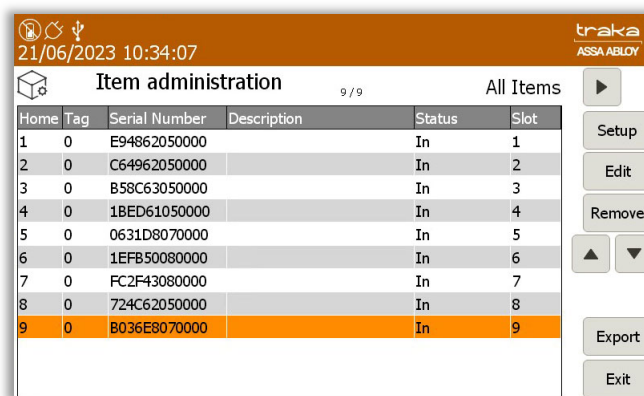 traka
ASSA ABLOY
21/06/2023 10:34:07
Item administration 9/9 All Items
Home Tag Serial Number Description Status Slot
1 0 E94862050000 In 1
2 0 C64962050000 In 2
3 0 B58C63050000 In 3
4 0 1BED61050000 In 4
5 0 0631D8070000 In 5
6 0 1EFB50080000 In 6
7 0 FC2F43080000 In 7
8 0 724C62050000 In 8
9 0 B036E8070000 In 9
Setup
Edit
Remove
Export
Exit